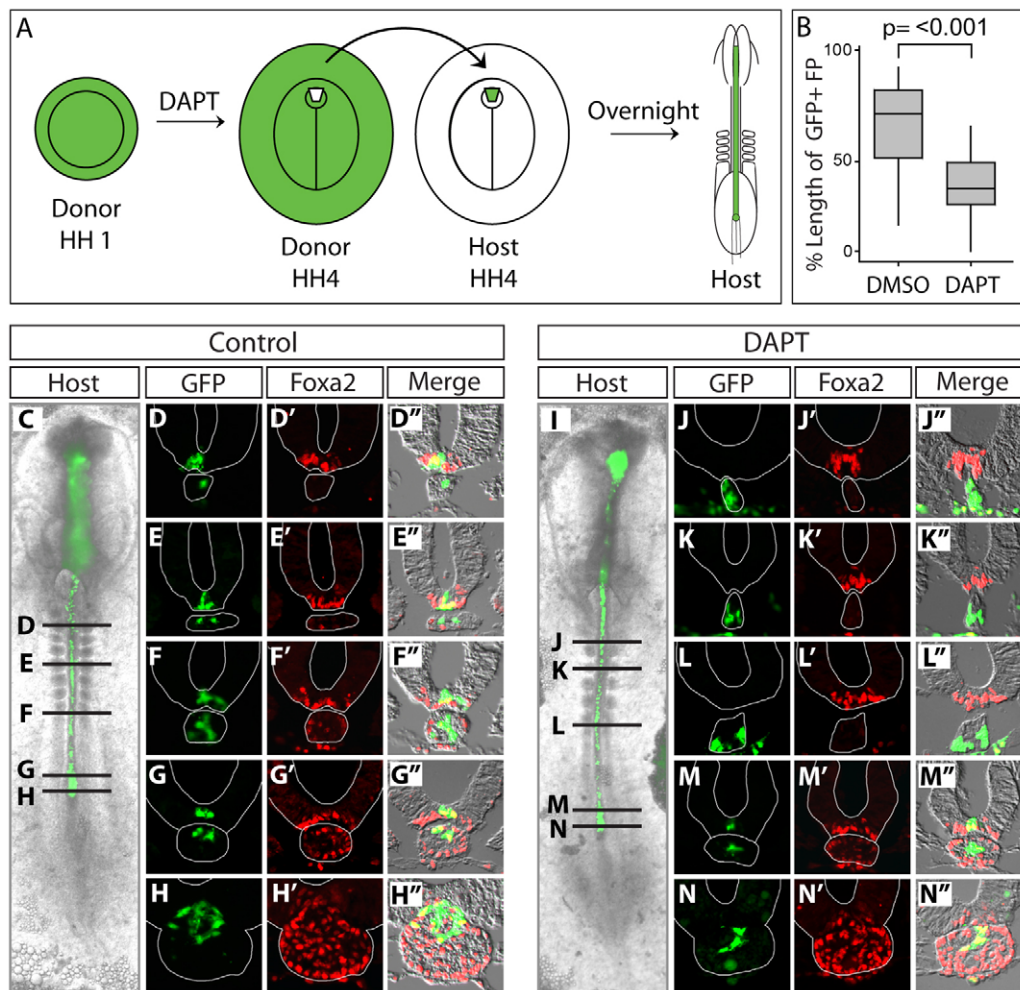 A
DAPT
Overnight
Donor
HH 1
Donor
HH4
Host
HH4
Host
B
p= <0.001
% Length of GFP+ FP
100
50
0
DMSO
DAPT
Control
Host
GFP
Foxa2
Merge
C
D
E
F
G
H
D
D’
D”
E
E’
E”
F
F’
F”
G
G’
G”
H
H’
H”
DAPT
Host
GFP
Foxa2
Merge
I
J
K
L
M
N
J
J’
J”
K
K’
K”
L
L’
L”
M
M’
M”
N
N’
N”